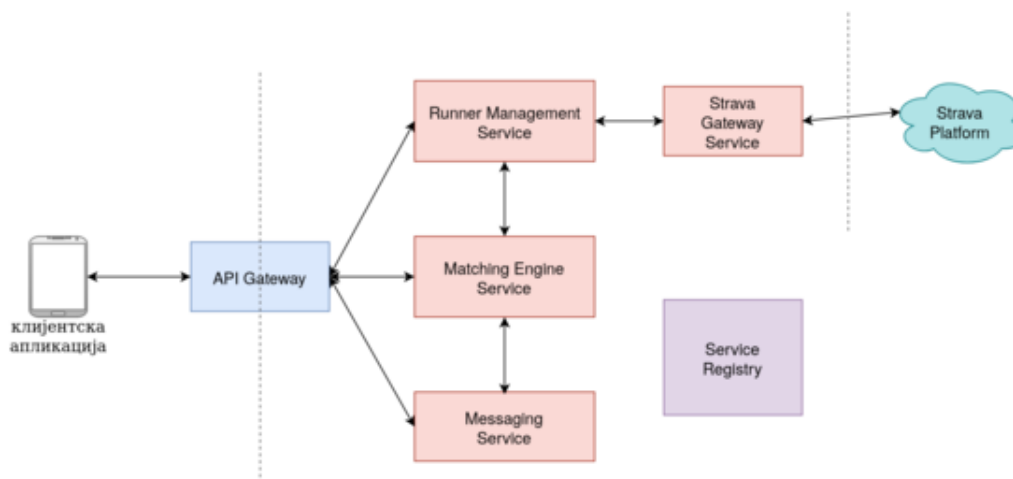 Runner Management
Service
Strava
Gateway
Service
Strava
Platform
API Gateway
Matching Engine
Service
клијентска
апликација
Service
Registry
Messaging
Service